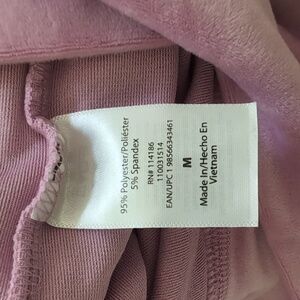 95% Polyester/Poliéster
5% Spandex
RN# 114186
110031514
EAN/UPC 1 98566343461
M
Made In/Hecho En
Vietnam